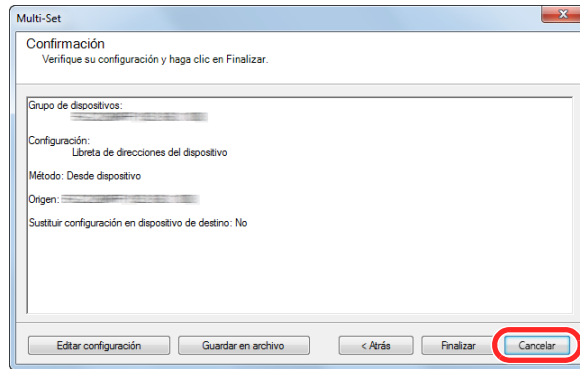 Multi-Set
Confirmación
Verifique su configuración y haga clic en Finalizar.
Grupo de dispositivos:
Configuración:
Libreta de direcciones del dispositivo
Método: Desde dispositivo
Origen:
Sustituir configuración en dispositivo de destino: No
Editar configuración
Guardar en archivo
< Atrás
Finalizar
Cancelar